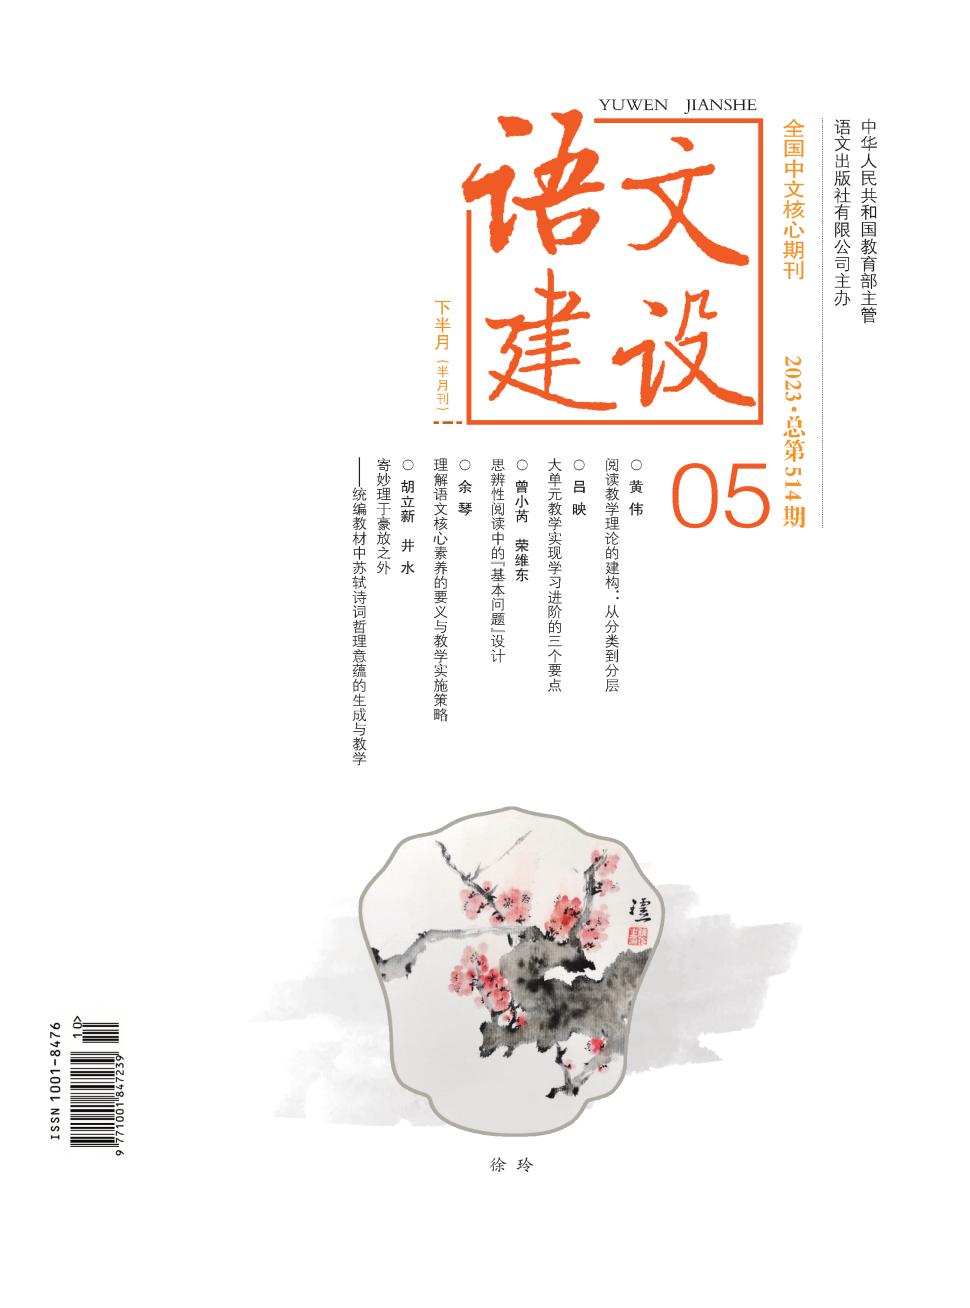 中华人民共和国教育部主管
语文出版社有限公司主办
全国中文核心期刊
2023·总第514期
YUWEN JIANSHE
语文
建设
下半月(半月刊)
05
○黄 伟
阅读教学理论的建构：从分类到分层
○吕 映
大单元教学实现学习进阶的三个要点
○曾小芮 荣维东
思辨性阅读中的『基本问题』设计
○余 琴
理解语文核心素养的要义与教学实施策略
○胡立新 井 水
寄妙理于豪放之外
——统编教材中苏轼诗词哲理意蕴的生成与教学
徐 玲
ISSN 1001-8476
10>
9 771001 847239